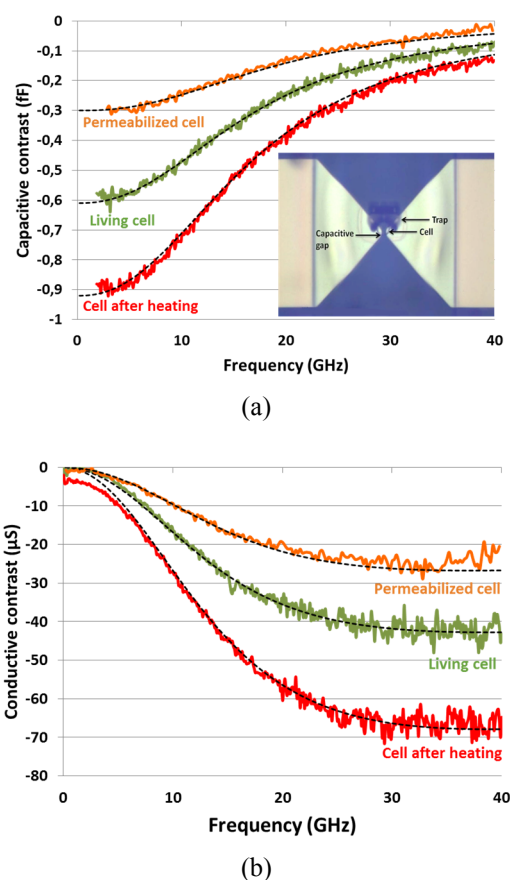 0
-0,1
-0,2
-0,3
-0,4
-0,5
-0,6
-0,7
-0,8
-0,9
-1
Capacitive contrast (fF)
Permeabilized cell
Living cell
Cell after heating
Capacitive
gap
Trap
Cell
0 10 20 30 40
Frequency (GHz)
(a)
0
-10
-20
-30
-40
-50
-60
-70
-80
Conductive contrast (µS)
Permeabilized cell
Living cell
Cell after heating
0 10 20 30 40
Frequency (GHz)
(b)